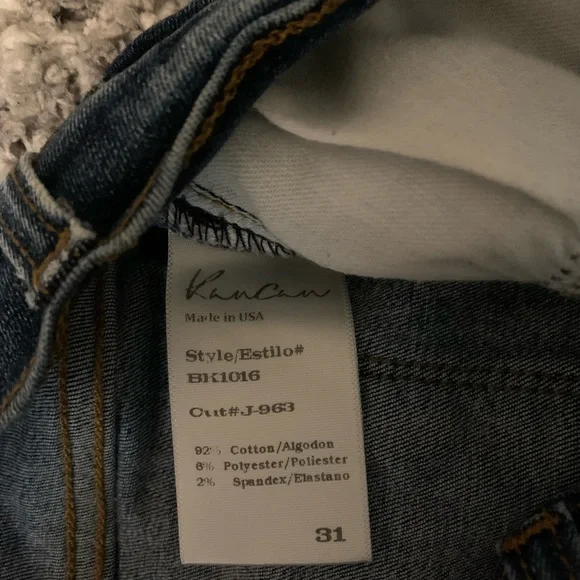 KanCan
Made in USA
Style/Estilo#
BK1016
Cut#J-963
92% Cotton/Algodon
6% Polyester/Poliester
2% Spandex/Elastano
31